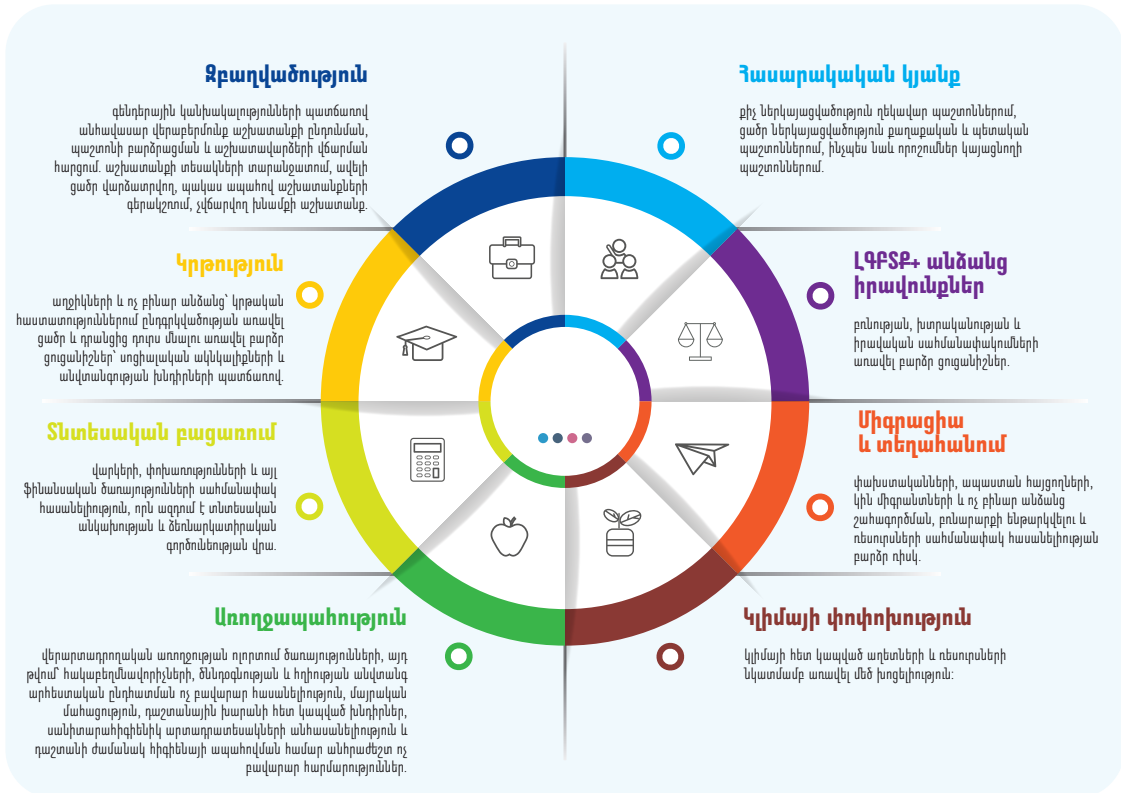 Զբաղվածություն
գենդերային կանխակալությունների պատճառով
անհավասար վերաբերմունք աշխատանքի ընդունման,
պաշտոնի բարձրացման և աշխատավարձերի վճարման
հարցում. աշխատանքի տեսակների տարանջատում, ավելի
ցածր վարձատրվող, պակաս ապահով աշխատանքների
գերակշռում, չվճարվող խնամքի աշխատանք.
Կրթություն
աղջիկների և ոչ բինար անձանց՝ կրթական
հաստատություններում ընդգրկվածության առավել
ցածր և դրանցից դուրս մնալու առավել բարձր
ցուցանիշներ՝ սոցիալական ակնկալիքների և
անվտանգության խնդիրների պատճառով.
Տնտեսական բացառում
վարկերի, փոխառությունների և այլ
ֆինանսական ծառայությունների սահմանափակ
հասանելիություն, որն ազդում է տնտեսական
անկախության և ձեռնարկատիրական
գործունեության վրա.
Առողջապահություն
վերարտադրողական առողջության ոլորտում ծառայությունների, այդ
թվում՝ հակաբեղմնավորիչների, ծննդօգնության և հղիության անվտանգ
արհեստական ընդհատման ոչ բավարար հասանելիություն, մայրական
մահացություն, դաշտանային խարանի հետ կապված խնդիրներ,
սանիտարահիգիենիկ արտադրատեսակների անհասանելիություն և
դաշտանի ժամանակ հիգիենայի ապահովման համար անհրաժեշտ ոչ
բավարար հարմարություններ.
Հասարակական կյանք
քիչ ներկայացվածություն ղեկավար պաշտոններում,
ցածր ներկայացվածություն քաղաքական և պետական
պաշտոններում, ինչպես նաև որոշումներ կայացնողի
պաշտոններում.
ԼԳԲՏՔ+ անձանց
իրավունքներ
բռնության, խտրականության և
իրավական սահմանափակումների
առավել բարձր ցուցանիշներ.
Միգրացիա
և տեղահանում
փախստականների, ապաստան հայցողների,
կին միգրանտների և ոչ բինար անձանց
շահագործման, բռնարարքի ենթարկվելու և
ռեսուրսների սահմանափակ հասանելիության
բարձր ռիսկ.
Կլիմայի փոփոխություն
կլիմայի հետ կապված աղետների և ռեսուրսների
նկատմամբ առավել մեծ խոցելիություն: